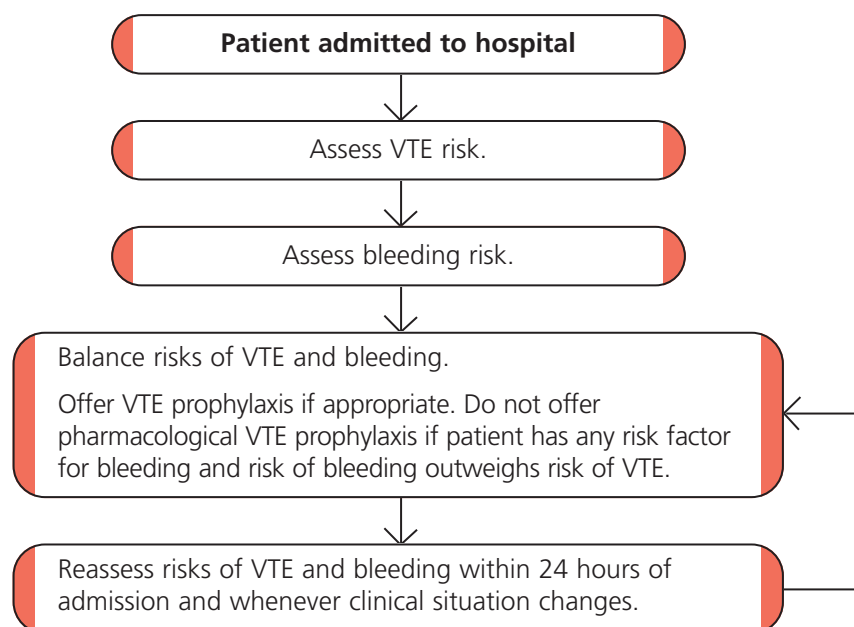 Patient admitted to hospital
Assess VTE risk.
Assess bleeding risk.
Balance risks of VTE and bleeding.
Offer VTE prophylaxis if appropriate. Do not offer
pharmacological VTE prophylaxis if patient has any risk factor
for bleeding and risk of bleeding outweighs risk of VTE.
Reassess risks of VTE and bleeding within 24 hours of
admission and whenever clinical situation changes.